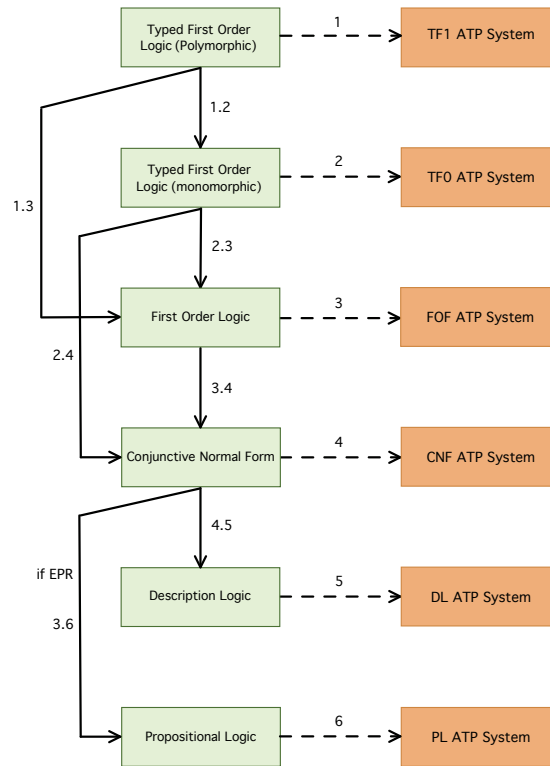 Typed First Order
Logic (Polymorphic)
1
TF1 ATP System
1.2
Typed First Order
Logic (monomorphic)
2
TF0 ATP System
1.3
2.3
First Order Logic
3
FOF ATP System
2.4
3.4
Conjunctive Normal Form
4
CNF ATP System
4.5
if EPR
Description Logic
5
DL ATP System
3.6
Propositional Logic
6
PL ATP System